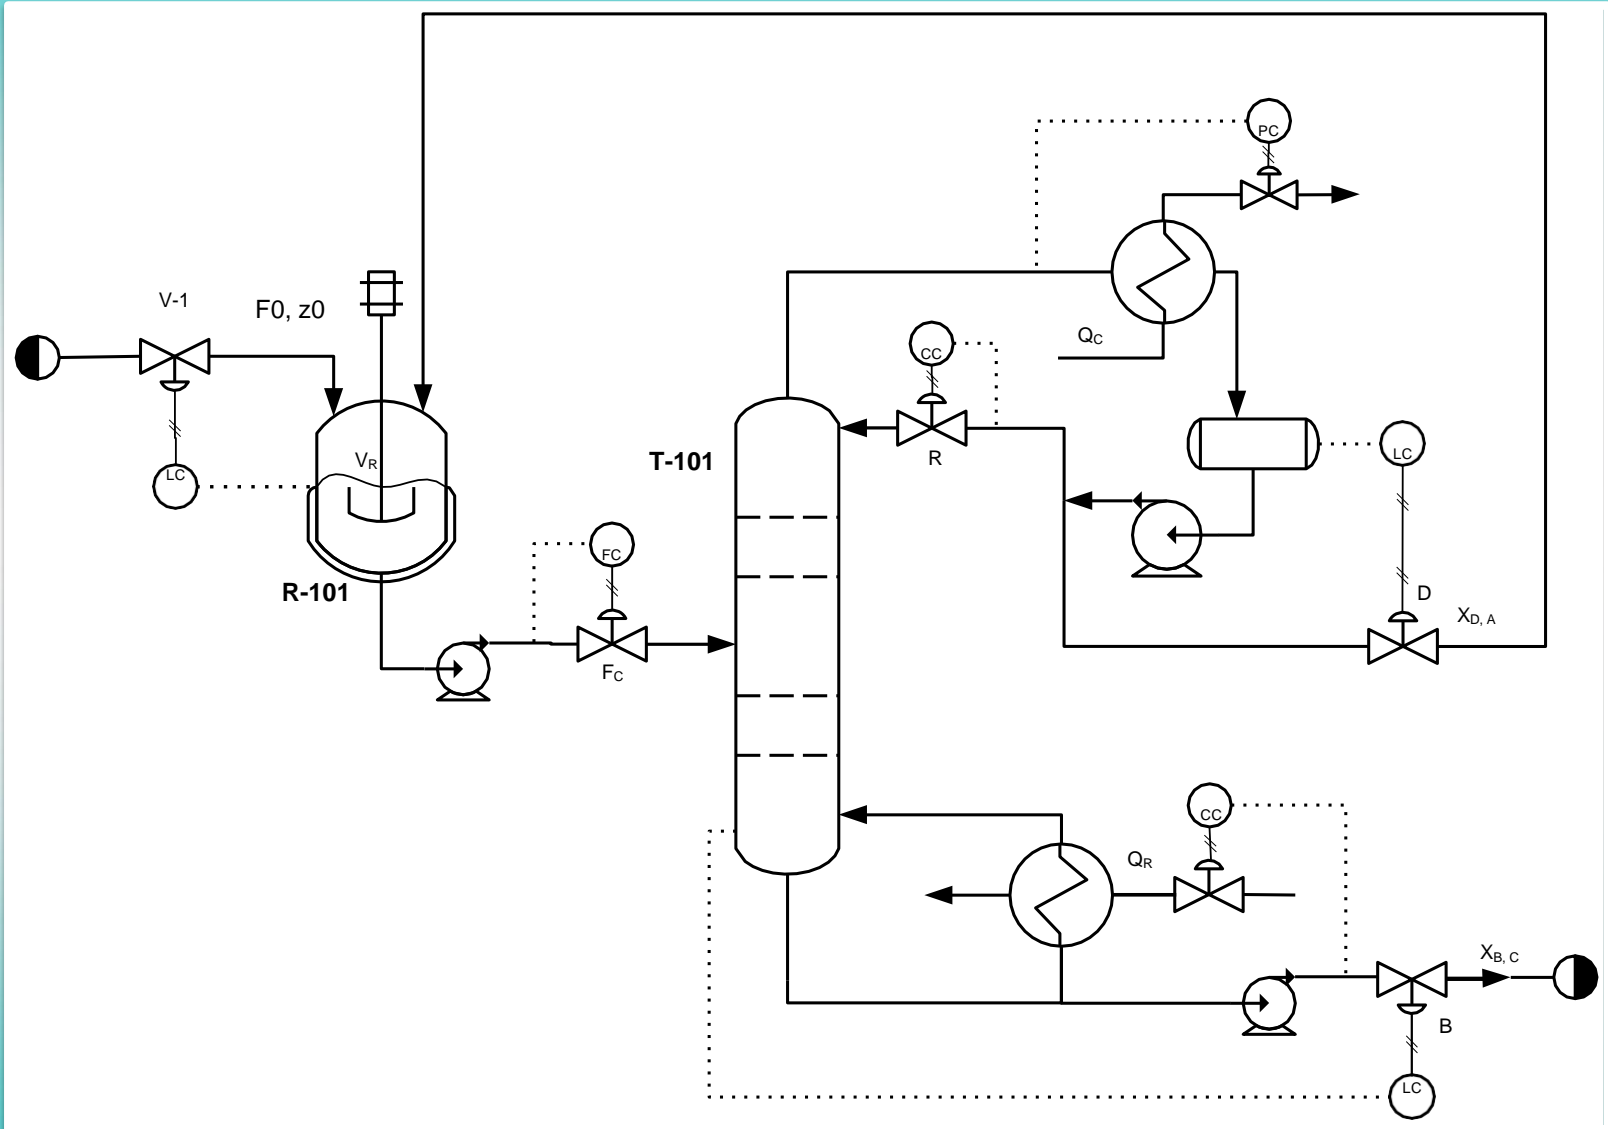 PC
V-1
F0, z0
QC
CC
LC
T-101
R
VR
LC
FC
R-101
D
XD, A
FC
CC
QR
XB, C
B
LC